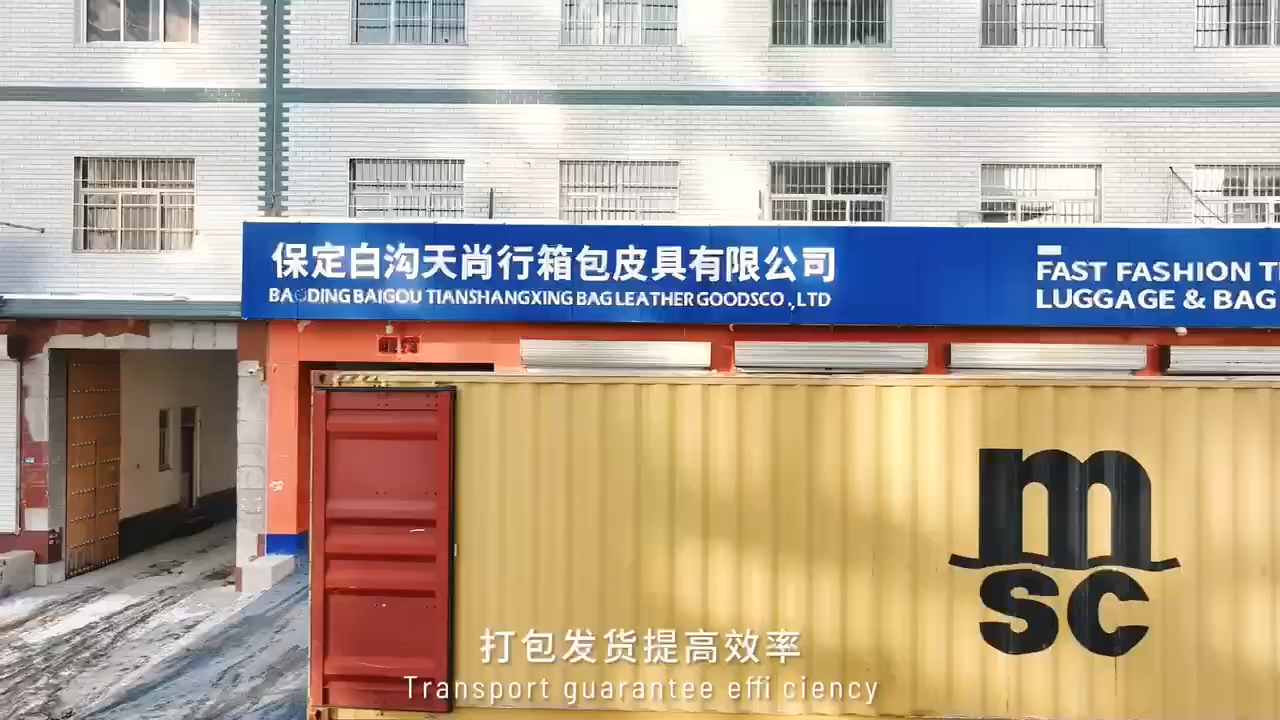 保定白沟天尚行箱包皮具有限公司
BAODING BAIGOU TIANSHANGXING BAG LEATHER GOODSCO.,LTD
FAST FASHION T
LUGGAGE & BAG
msc
打包发货提高效率
Transport guarantee effi ciency